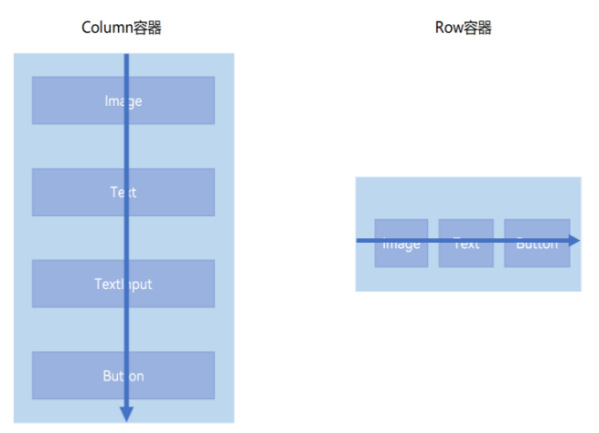 Column容器
Row容器
Image
Text
TextInput
Button
Image Text Button